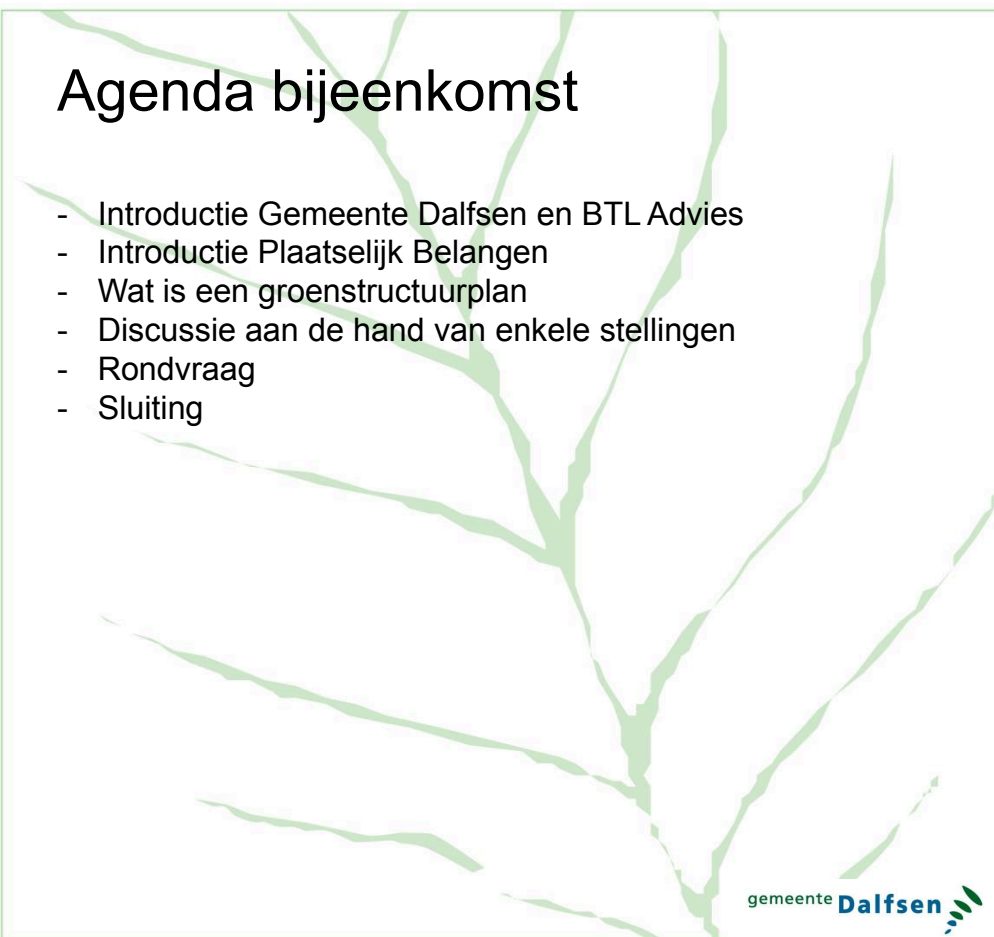 Agenda bijeenkomst
- Introductie Gemeente Dalfsen en BTL Advies
- Introductie Plaatselijk Belangen
- Wat is een groenstructuurplan
- Discussie aan de hand van enkele stellingen
- Rondvraag
- Sluiting
gemeente Dalfsen